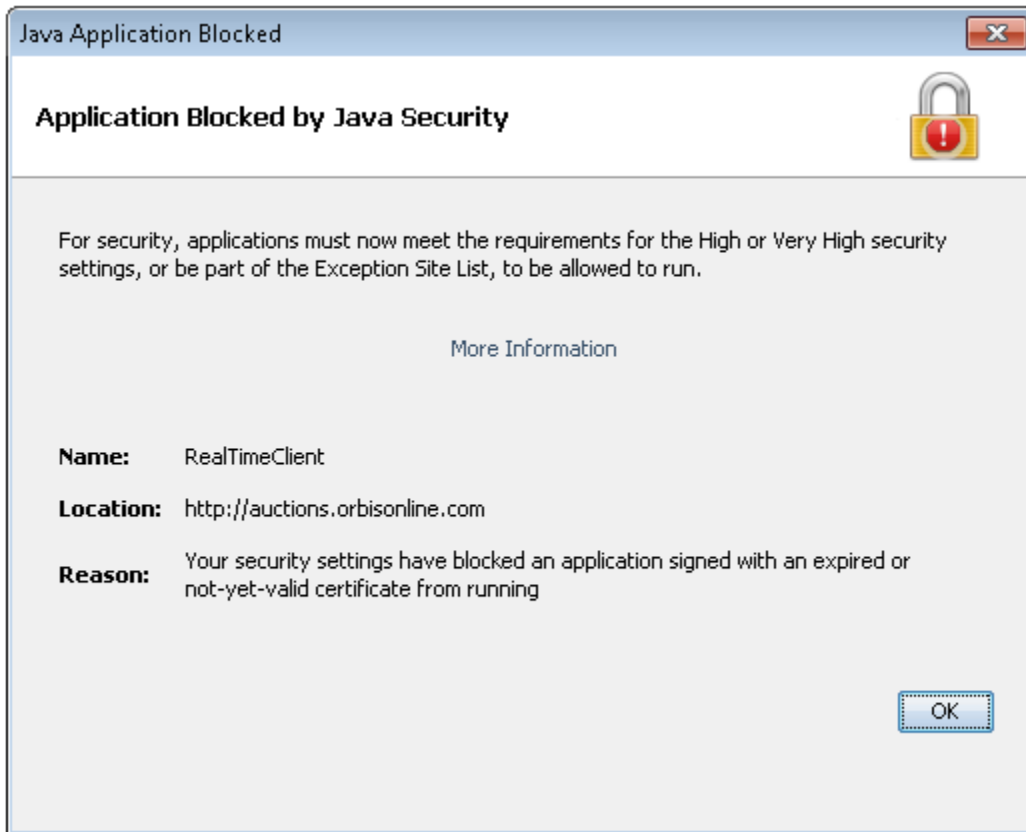 Java Application Blocked
Application Blocked by Java Security
For security, applications must now meet the requirements for the High or Very High security
settings, or be part of the Exception Site List, to be allowed to run.
More Information
Name: RealTimeClient
Location: http://auctions.orbisonline.com
Reason: Your security settings have blocked an application signed with an expired or
not-yet-valid certificate from running
OK